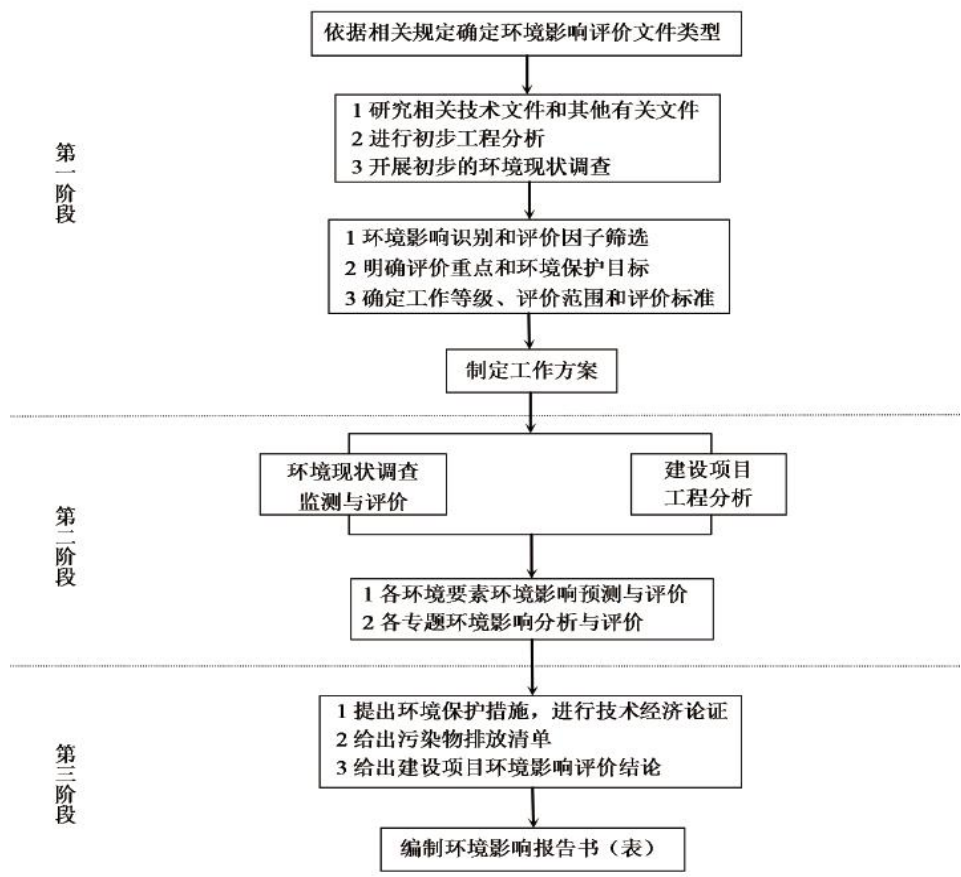 依据相关规定确定环境影响评价文件类型
1 研究相关技术文件和其他有关文件
2 进行初步工程分析
3 开展初步的环境现状调查
第一阶段
1 环境影响识别和评价因子筛选
2 明确评价重点和环境保护目标
3 确定工作等级、评价范围和评价标准
制定工作方案
环境现状调查
监测与评价
建设项目
工程分析
第二阶段
1 各环境要素环境影响预测与评价
2 各专题环境影响分析与评价
1 提出环境保护措施，进行技术经济论证
2 给出污染物排放清单
3 给出建设项目环境影响评价结论
第三阶段
编制环境影响报告书（表）